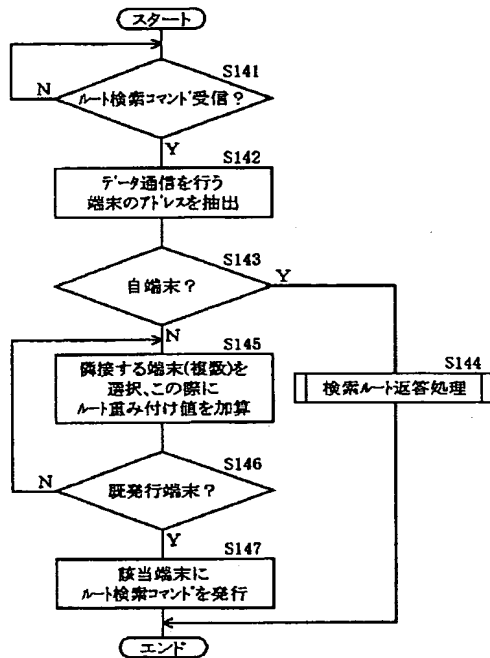 スタート
S141
N
ルート検索コマンド受信?
Y
S142
データ通信を行う
端末のアドレスを抽出
S143
Y
自端末?
N
S145
隣接する端末(複数)を
選択、この際に
ルート重み付け値を加算
S144
検索ルート返答処理
S146
N
既発行端末?
Y
S147
該当端末に
ルート検索コマンドを発行
エンド